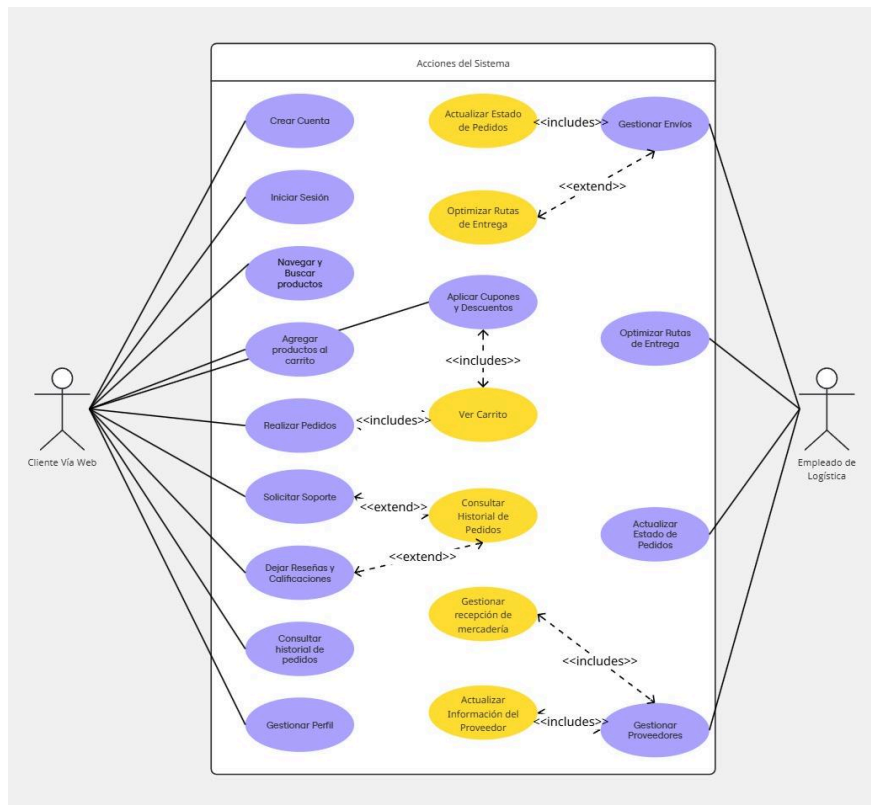 Acciones del Sistema
Crear Cuenta
Actualizar Estado
de Pedidos
<<includes>>
Gestionar Envíos
<<extend>>
Iniciar Sesión
Optimizar Rutas
de Entrega
Navegar y
Buscar
productos
Aplicar Cupones
y Descuentos
Agregar
productos al
carrito
Optimizar Rutas
de Entrega
<<includes>>
Realizar Pedidos
<<includes>>
Ver Carrito
Cliente Vía Web
Empleado de
Logística
Solicitar Soporte
<<extend>>
Consultar
Historial de
Pedidos
Actualizar
Estado de
Pedidos
<<extend>>
Dejar Reseñas y
Calificaciones
Gestionar
recepción de
mercadería
Consultar
historial de
pedidos
<<includes>>
Actualizar
Información del
Proveedor
<<includes>>
Gestionar
Proveedores
Gestionar Perfil